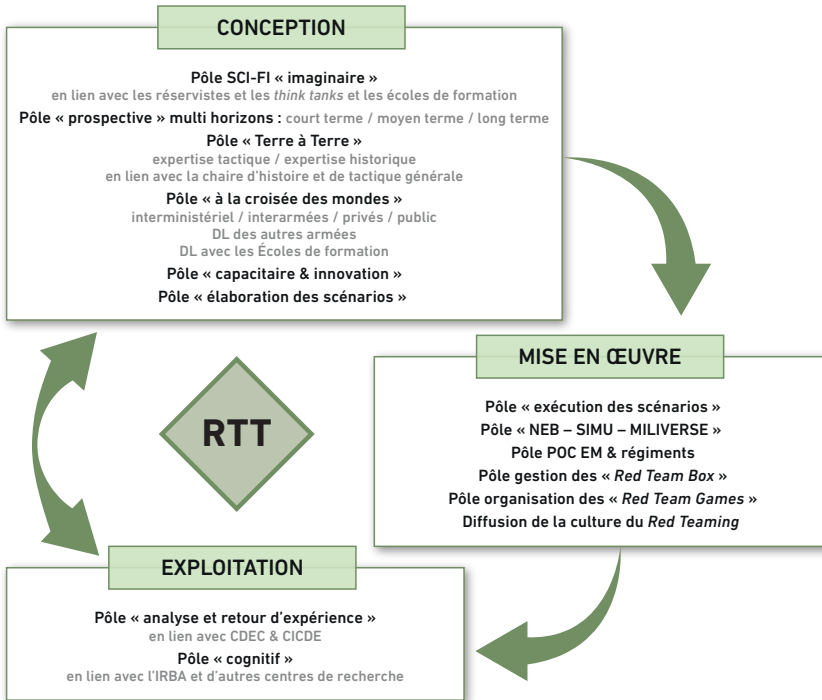 CONCEPTION
Pôle SCI-FI « imaginaire »
en lien avec les réservistes et les think tanks et les écoles de formation
Pôle « prospective » multi horizons : court terme / moyen terme / long terme
Pôle « Terre à Terre »
expertise tactique / expertise historique
en lien avec la chaire d'histoire et de tactique générale
Pôle « à la croisée des mondes »
interministériel / interarmées / privés / public
DL des autres armées
DL avec les Écoles de formation
Pôle « capacitaire & innovation »
Pôle « élaboration des scénarios »
MISE EN ŒUVRE
Pôle « exécution des scénarios »
Pôle « NEB – SIMU – MILIVERSE »
Pôle POC EM & régiments
Pôle gestion des « Red Team Box »
Pôle organisation des « Red Team Games »
Diffusion de la culture du Red Teaming
RTT
EXPLOITATION
Pôle « analyse et retour d'expérience »
en lien avec CDEC & CICDE
Pôle « cognitif »
en lien avec l'IRBA et d'autres centres de recherche